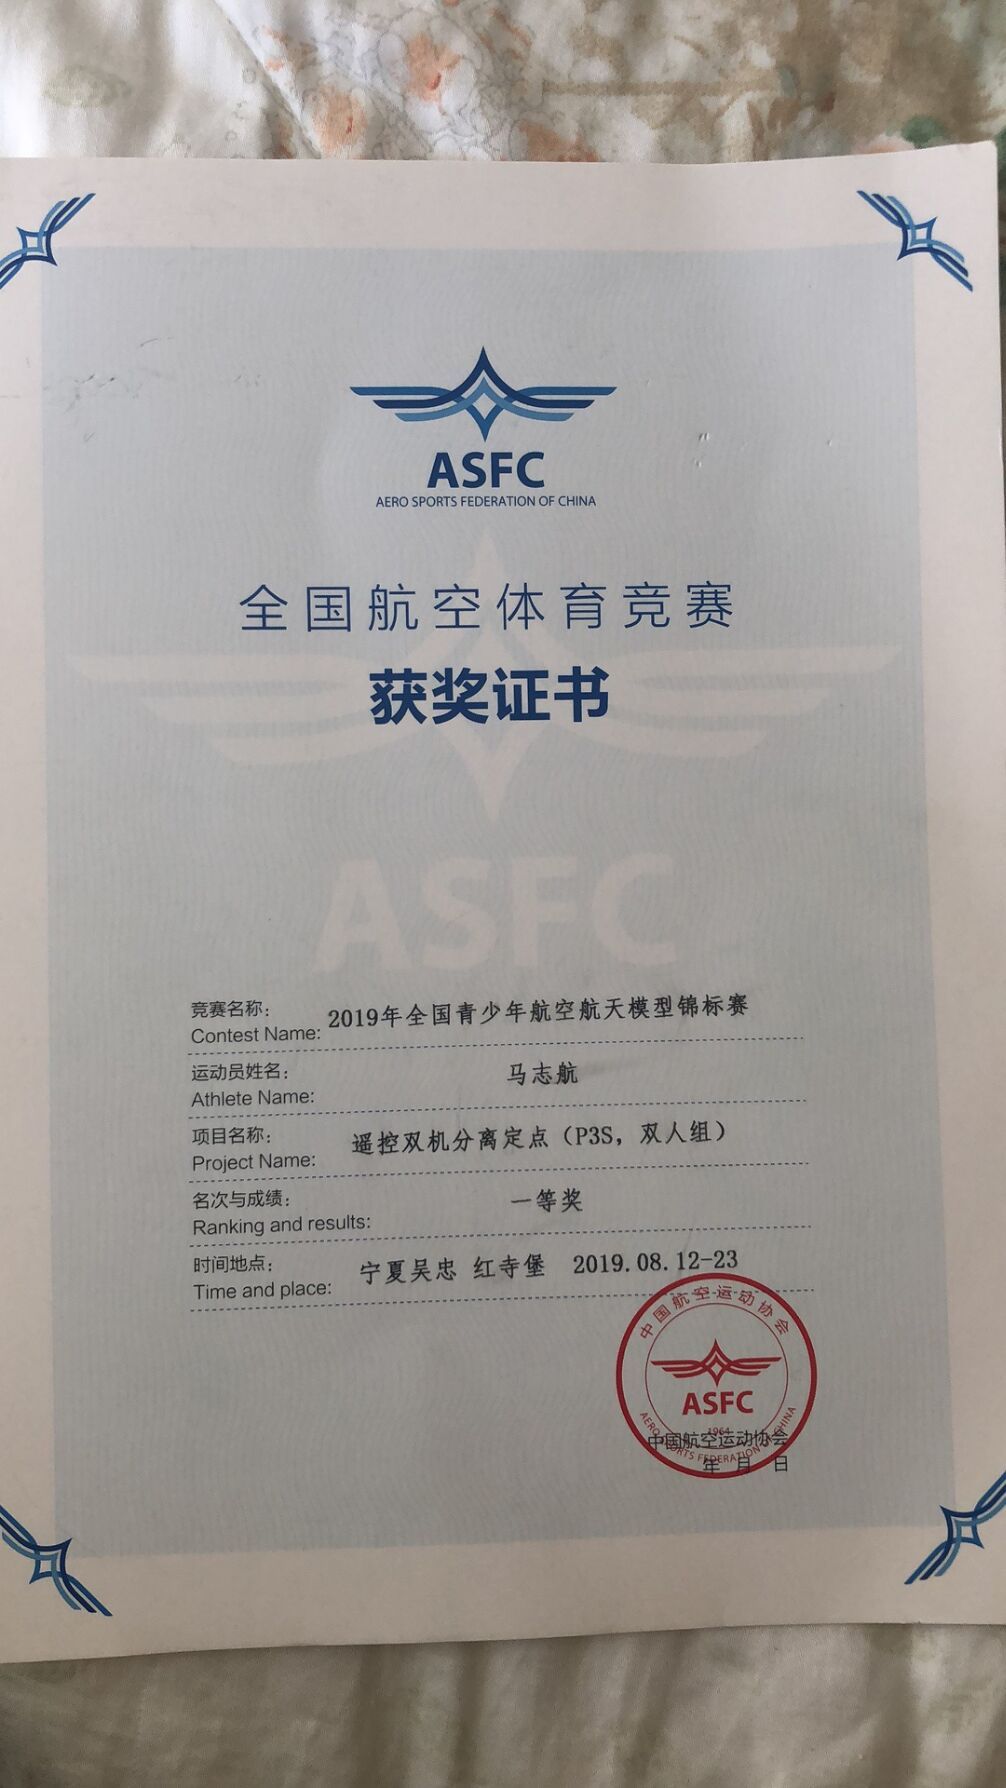 ASFC
AERO SPORTS FEDERATION OF CHINA
全国航空体育竞赛
获奖证书
ASFC
竞赛名称:
Contest Name: 2019年全国青少年航空航天模型锦标赛
运动员姓名:
Athlete Name: 马志航
项目名称:
Project Name: 遥控双机分离定点（P3S，双人组）
名次与成绩:
Ranking and results: 一等奖
时间地点:
Time and place: 宁夏吴忠 红寺堡 2019.08.12-23
中国航空运动协会
ASFC
1964
AERO SPORTS FEDERATION OF CHINA
中国航空运动协会
年 月 日